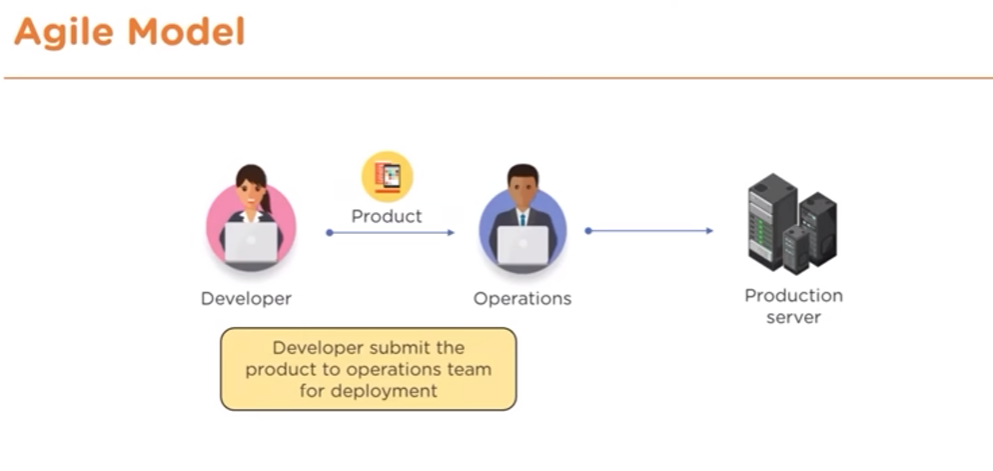 Agile Model
Product
Developer
Operations
Production
server
Developer submit the
product to operations team
for deployment